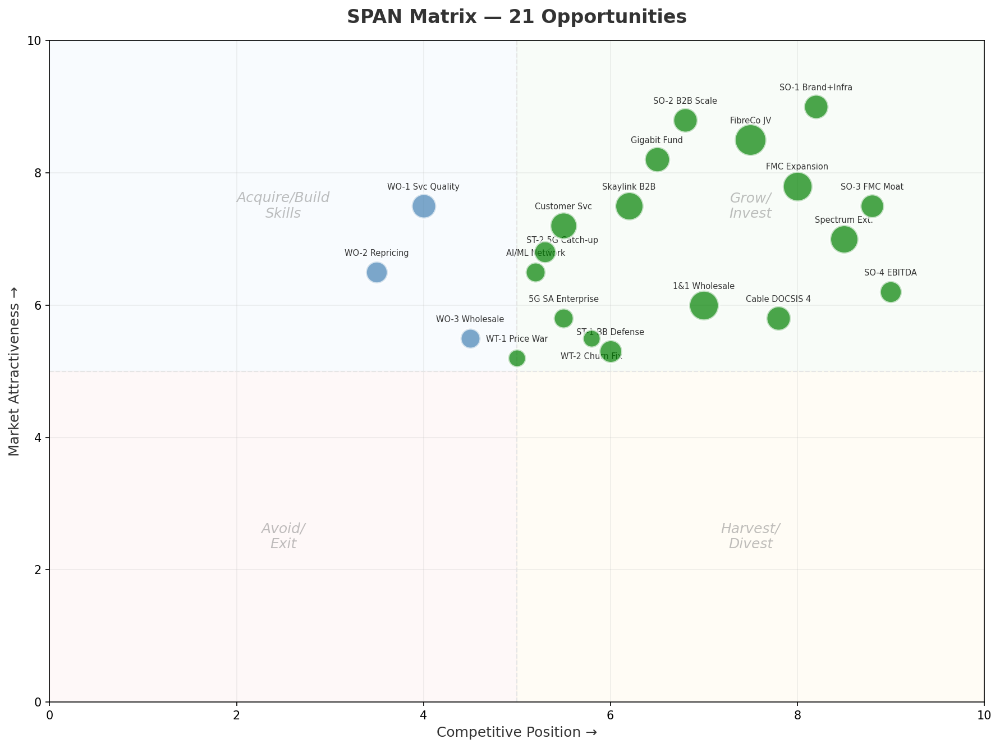 SPAN Matrix — 21 Opportunities
10
SO-1 Brand+Infra
SO-2 B2B Scale
FibreCo JV
Gigabit Fund
8
FMC Expansion
WO-1 Svc Quality
Skaylink B2B
SO-3 FMC Moat
Acquire/Build
Skills
Grow/
Invest
Customer Svc
Spectrum Ext.
ST-2 5G Catch-up
WO-2 Repricing
AI/ML Network
SO-4 EBITDA
1&1 Wholesale
6
5G SA Enterprise
Cable DOCSIS 4
WO-3 Wholesale
ST-1 BB Defense
WT-1 Price War
WT-2 Churn Fix
Market Attractiveness →
4
Avoid/
Exit
Harvest/
Divest
2
0
0 2 4 6 8 10
Competitive Position →